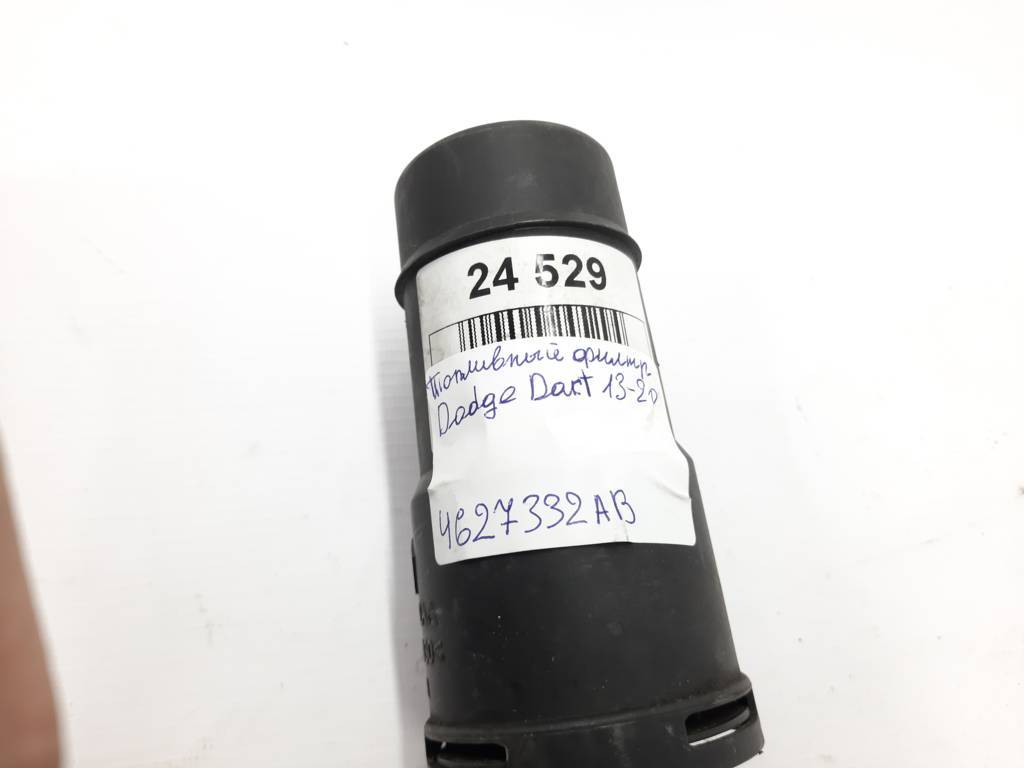 24 529
Топливный фильтр
Dodge Dart 13-20
4627332AB